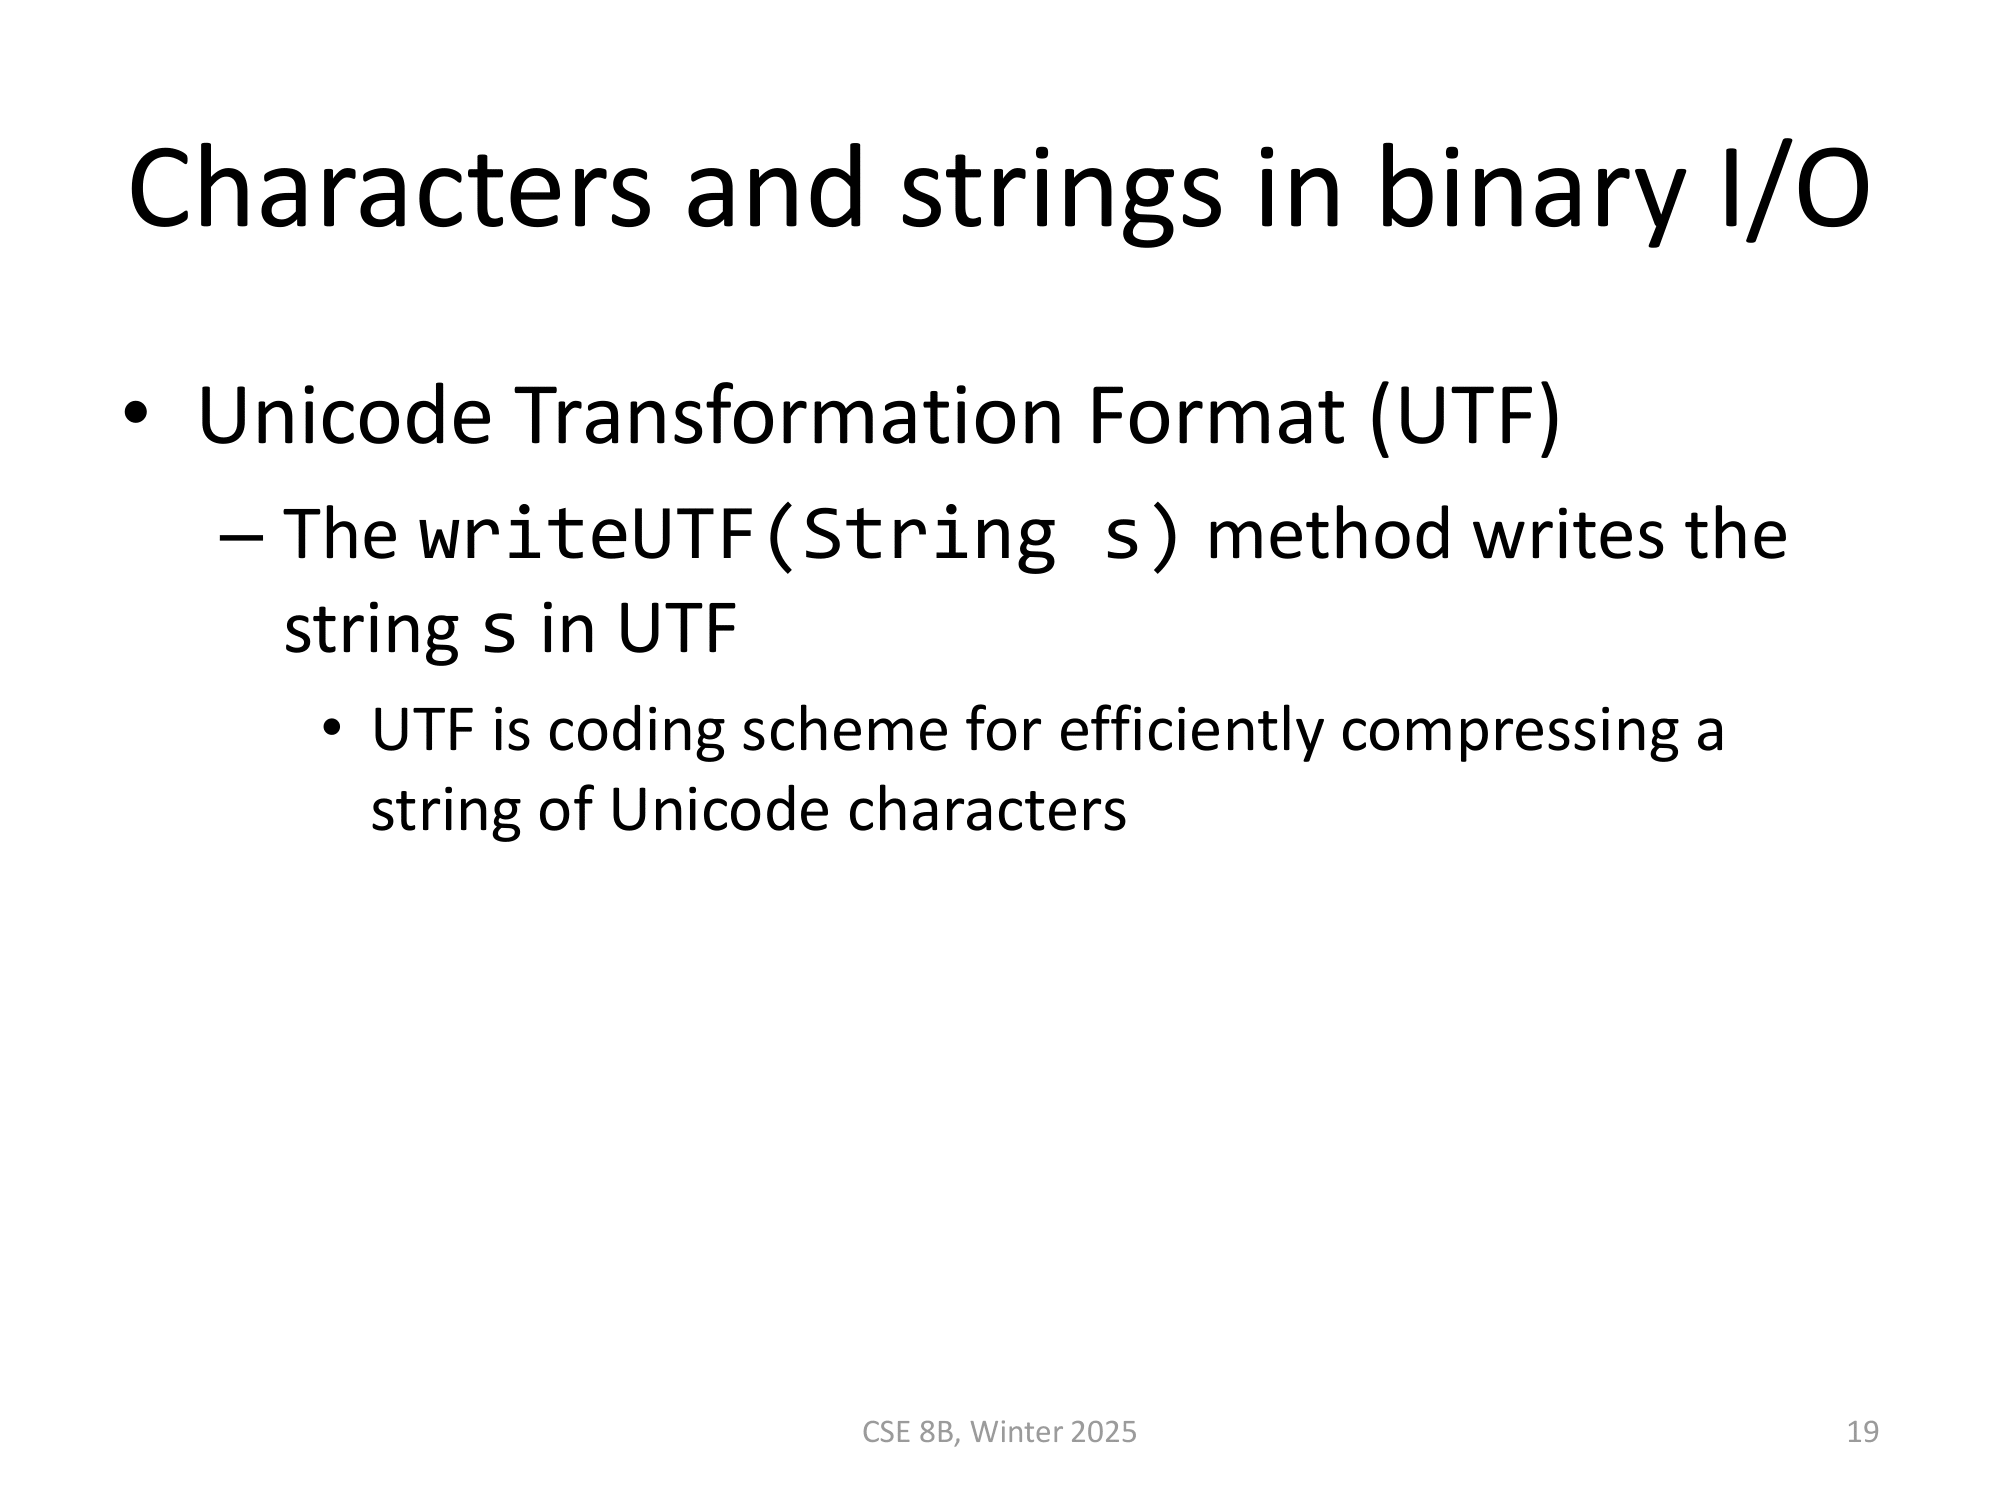 Characters and strings in binary I/O
• Unicode Transformation Format (UTF)
– The writeUTF(String s) method writes the
string s in UTF
• UTF is coding scheme for efficiently compressing a
string of Unicode characters
CSE 8B, Winter 2025
19